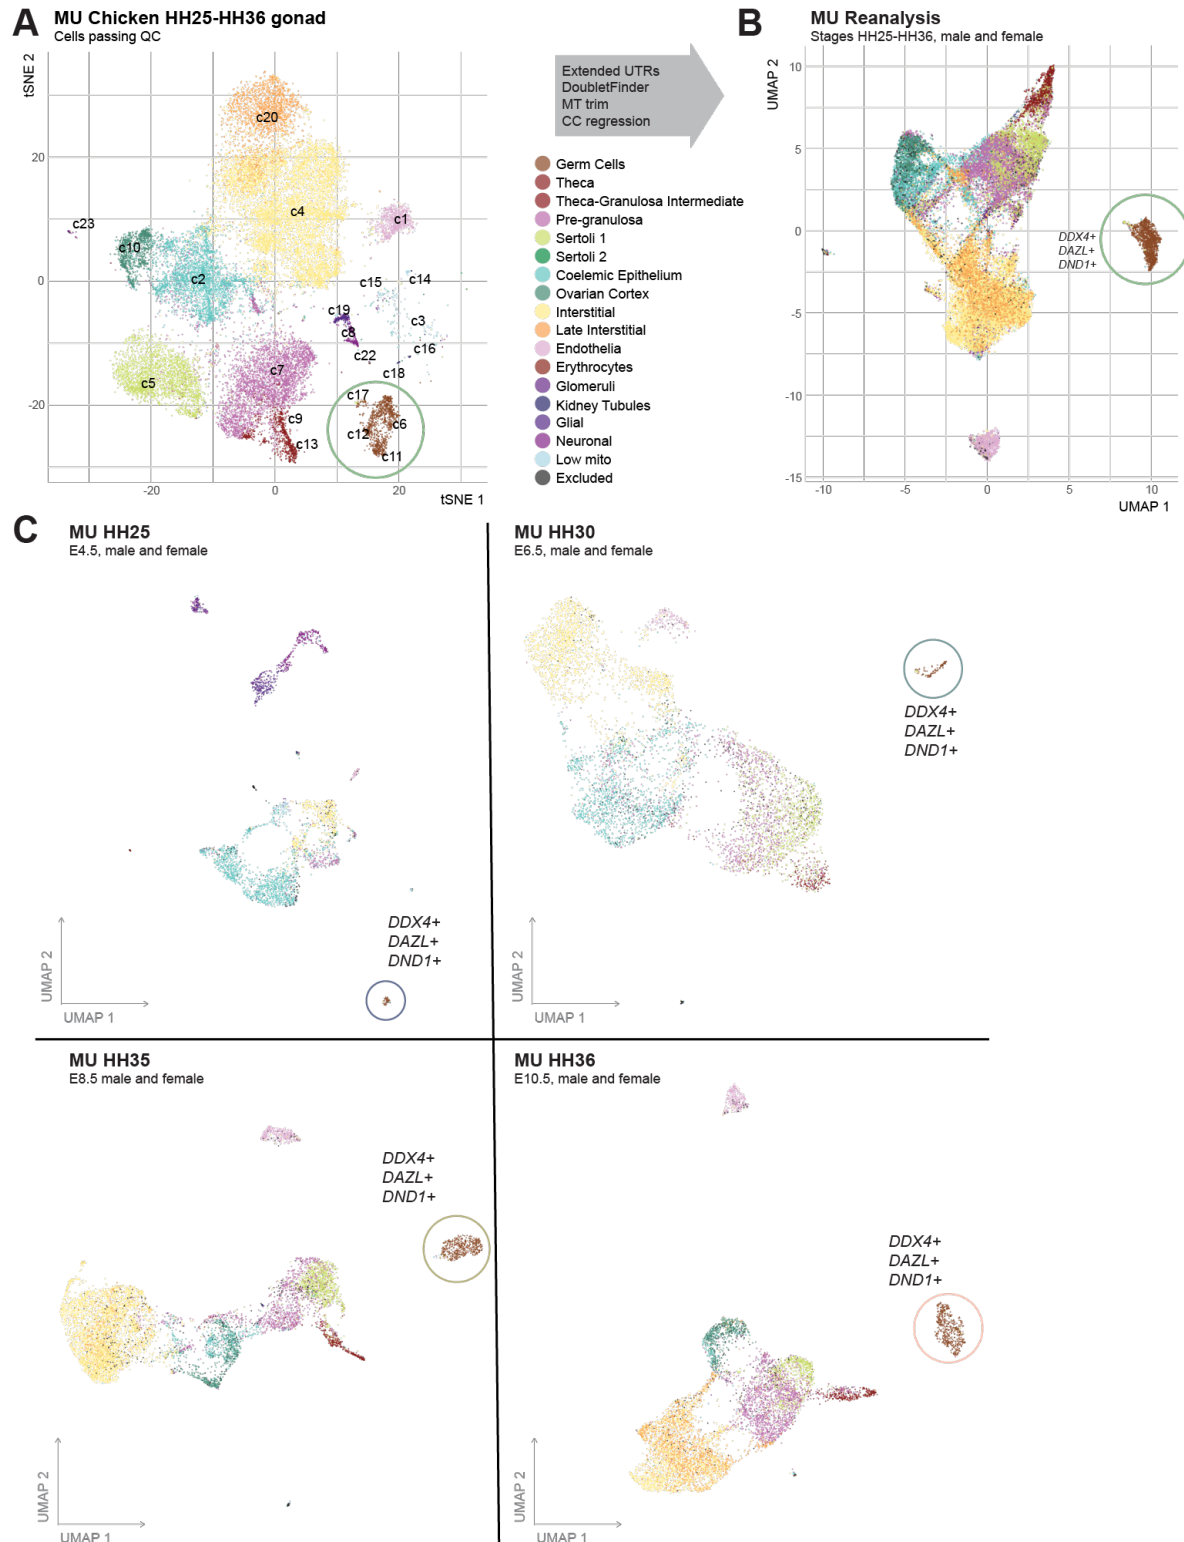 A
MU Chicken HH25-HH36 gonad
Cells passing QC
tSNE 2
20
0
-20
-20
0
20
tSNE 1
c20
c4
c1
c23
c10
c2
c15
c14
c19
c8
c3
c22
c16
c18
c5
c7
c17
c9
c6
c12
c13
c11
Extended UTRs
DoubletFinder
MT trim
CC regression
Germ Cells
Theca
Theca-Granulosa Intermediate
Pre-granulosa
Sertoli 1
Sertoli 2
Coelemic Epithelium
Ovarian Cortex
Interstitial
Late Interstitial
Endothelia
Erythrocytes
Glomeruli
Kidney Tubules
Glial
Neuronal
Low mito
Excluded
B
MU Reanalysis
Stages HH25-HH36, male and female
UMAP 2
10
5
0
-5
-10
-15
-10
-5
0
5
10
UMAP 1
DDX4+
DAZL+
DND1+
C
MU HH25
E4.5, male and female
DDX4+
DAZL+
DND1+
UMAP 2
UMAP 1
MU HH30
E6.5, male and female
DDX4+
DAZL+
DND1+
UMAP 2
UMAP 1
MU HH35
E8.5 male and female
DDX4+
DAZL+
DND1+
UMAP 2
UMAP 1
MU HH36
E10.5, male and female
DDX4+
DAZL+
DND1+
UMAP 2
UMAP 1